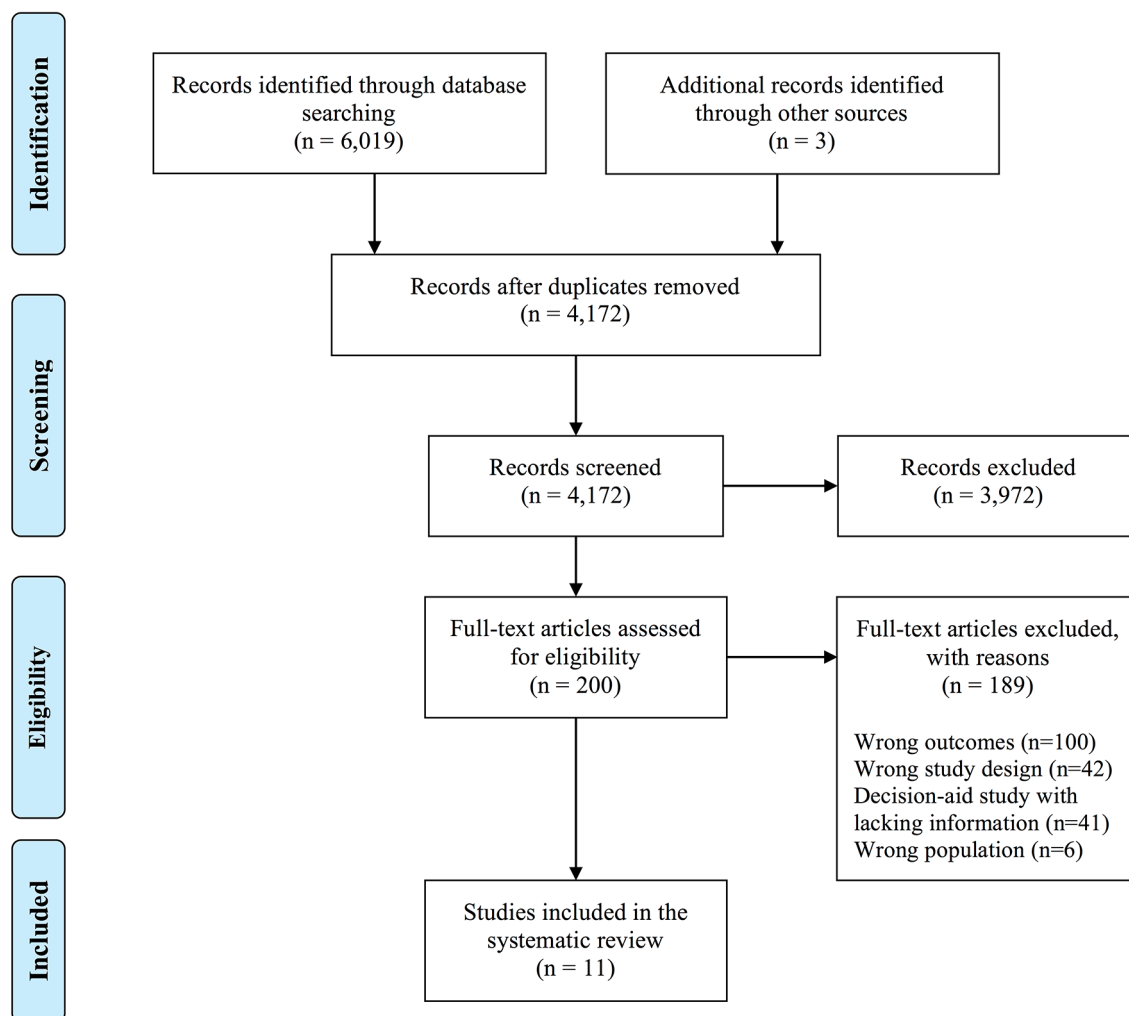 Identification
Records identified through database
searching
(n = 6,019)
Additional records identified
through other sources
(n = 3)
Records after duplicates removed
(n = 4,172)
Screening
Records screened
(n = 4,172)
Records excluded
(n = 3,972)
Eligibility
Full-text articles assessed
for eligibility
(n = 200)
Full-text articles excluded,
with reasons
(n = 189)
Wrong outcomes (n=100)
Wrong study design (n=42)
Decision-aid study with
lacking information (n=41)
Wrong population (n=6)
Included
Studies included in the
systematic review
(n = 11)